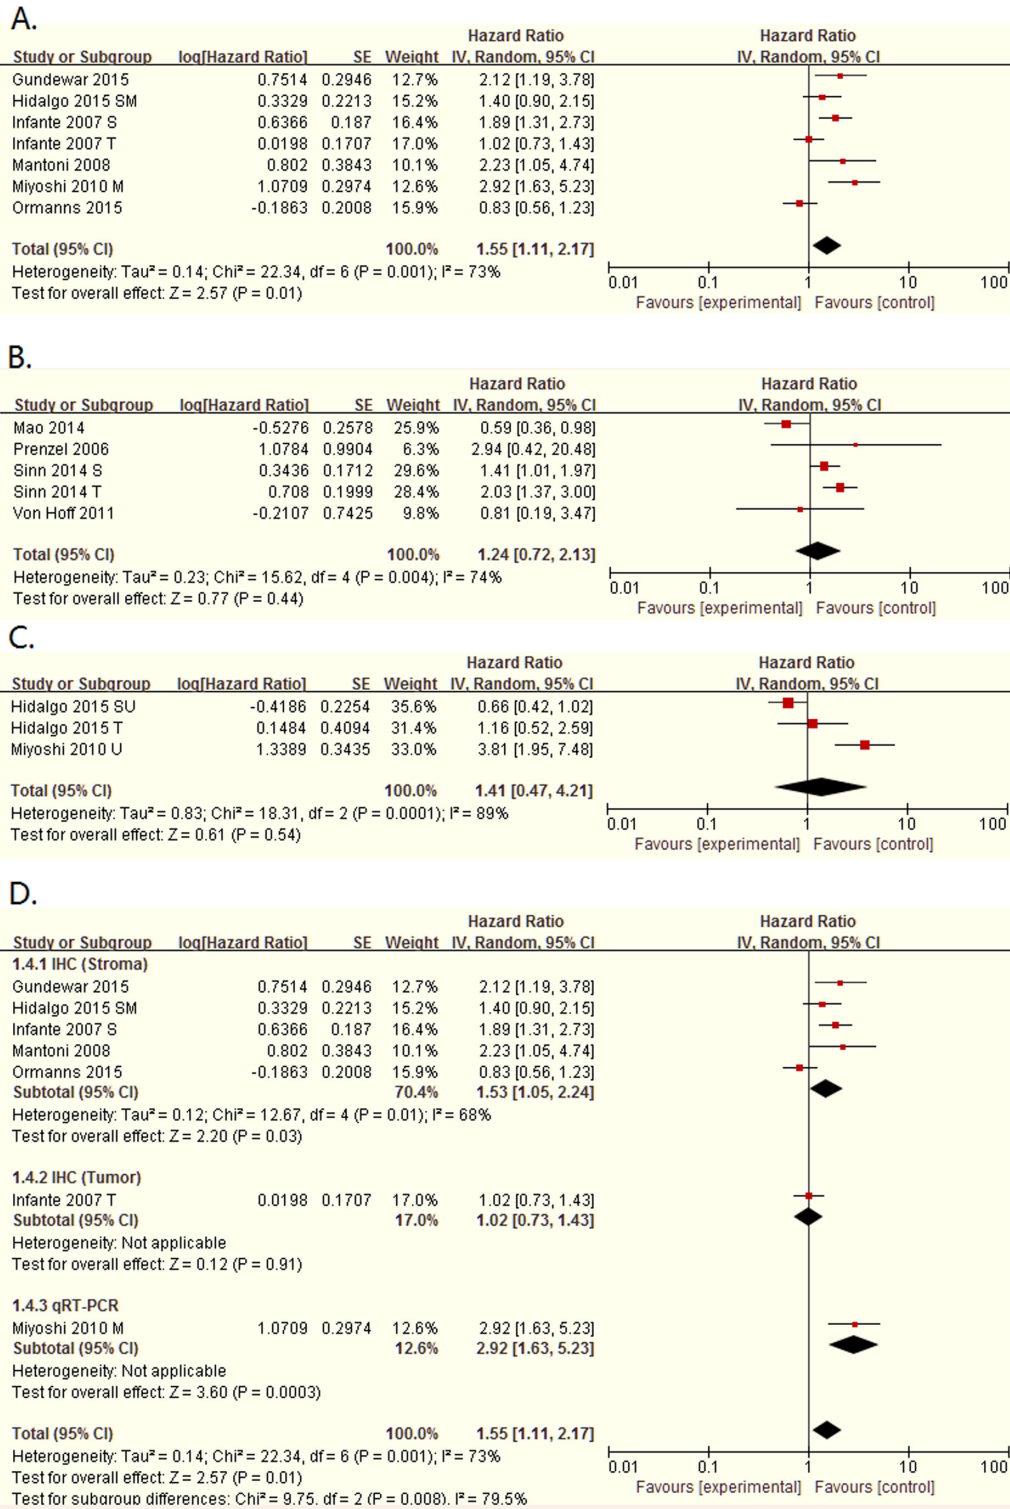 A.
Hazard Ratio Hazard Ratio
Study or Subgroup log[Hazard Ratio] SE Weight IV, Random, 95% CI IV, Random, 95% CI
Gundewar 2015 0.7514 0.2946 12.7% 2.12 [1.19, 3.78]
Hidalgo 2015 SM 0.3329 0.2213 15.2% 1.40 [0.90, 2.15]
Infante 2007 S 0.6366 0.187 16.4% 1.89 [1.31, 2.73]
Infante 2007 T 0.0198 0.1707 17.0% 1.02 [0.73, 1.43]
Mantoni 2008 0.802 0.3843 10.1% 2.23 [1.05, 4.74]
Miyoshi 2010 M 1.0709 0.2974 12.6% 2.92 [1.63, 5.23]
Ormanns 2015 -0.1863 0.2008 15.9% 0.83 [0.56, 1.23]
Total (95% CI) 100.0% 1.55 [1.11, 2.17]
Heterogeneity: Tau² = 0.14; Chi² = 22.34, df = 6 (P = 0.001); I² = 73%
Test for overall effect: Z = 2.57 (P = 0.01)
0.01 0.1 1 10 100
Favours [experimental] Favours [control]
B.
Hazard Ratio Hazard Ratio
Study or Subgroup log[Hazard Ratio] SE Weight IV, Random, 95% CI IV, Random, 95% CI
Mao 2014 -0.5276 0.2578 25.9% 0.59 [0.36, 0.98]
Prenzel 2006 1.0784 0.9904 6.3% 2.94 [0.42, 20.48]
Sinn 2014 S 0.3436 0.1712 29.6% 1.41 [1.01, 1.97]
Sinn 2014 T 0.708 0.1999 28.4% 2.03 [1.37, 3.00]
Von Hoff 2011 -0.2107 0.7425 9.8% 0.81 [0.19, 3.47]
Total (95% CI) 100.0% 1.24 [0.72, 2.13]
Heterogeneity: Tau² = 0.23; Chi² = 15.62, df = 4 (P = 0.004); I² = 74%
Test for overall effect: Z = 0.77 (P = 0.44)
0.01 0.1 1 10 100
Favours [experimental] Favours [control]
C.
Hazard Ratio Hazard Ratio
Study or Subgroup log[Hazard Ratio] SE Weight IV, Random, 95% CI IV, Random, 95% CI
Hidalgo 2015 SU -0.4186 0.2254 35.6% 0.66 [0.42, 1.02]
Hidalgo 2015 T 0.1484 0.4094 31.4% 1.16 [0.52, 2.59]
Miyoshi 2010 U 1.3389 0.3435 33.0% 3.81 [1.95, 7.48]
Total (95% CI) 100.0% 1.41 [0.47, 4.21]
Heterogeneity: Tau² = 0.83; Chi² = 18.31, df = 2 (P = 0.0001); I² = 89%
Test for overall effect: Z = 0.61 (P = 0.54)
0.01 0.1 1 10 100
Favours [experimental] Favours [control]
D.
Hazard Ratio Hazard Ratio
Study or Subgroup log[Hazard Ratio] SE Weight IV, Random, 95% CI IV, Random, 95% CI
1.4.1 IHC (Stroma)
Gundewar 2015 0.7514 0.2946 12.7% 2.12 [1.19, 3.78]
Hidalgo 2015 SM 0.3329 0.2213 15.2% 1.40 [0.90, 2.15]
Infante 2007 S 0.6366 0.187 16.4% 1.89 [1.31, 2.73]
Mantoni 2008 0.802 0.3843 10.1% 2.23 [1.05, 4.74]
Ormanns 2015 -0.1863 0.2008 15.9% 0.83 [0.56, 1.23]
Subtotal (95% CI) 70.4% 1.53 [1.05, 2.24]
Heterogeneity: Tau² = 0.12; Chi² = 12.67, df = 4 (P = 0.01); I² = 68%
Test for overall effect: Z = 2.20 (P = 0.03)
1.4.2 IHC (Tumor)
Infante 2007 T 0.0198 0.1707 17.0% 1.02 [0.73, 1.43]
Subtotal (95% CI) 17.0% 1.02 [0.73, 1.43]
Heterogeneity: Not applicable
Test for overall effect: Z = 0.12 (P = 0.91)
1.4.3 qRT-PCR
Miyoshi 2010 M 1.0709 0.2974 12.6% 2.92 [1.63, 5.23]
Subtotal (95% CI) 12.6% 2.92 [1.63, 5.23]
Heterogeneity: Not applicable
Test for overall effect: Z = 3.60 (P = 0.0003)
Total (95% CI) 100.0% 1.55 [1.11, 2.17]
Heterogeneity: Tau² = 0.14; Chi² = 22.34, df = 6 (P = 0.001); I² = 73%
Test for overall effect: Z = 2.57 (P = 0.01)
Test for subgroup differences: Chi² = 9.75, df = 2 (P = 0.008), I² = 79.5%
0.01 0.1 1 10 100
Favours [experimental] Favours [control]